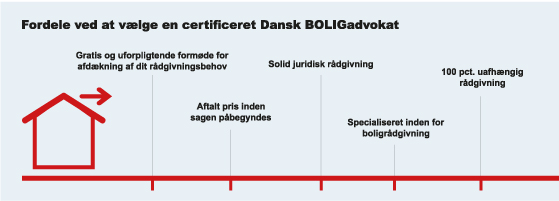 Fordele ved at vælge en certificeret Dansk BOLIGadvokat
Gratis og uforpligtende formøde for
afdækning af dit rådgivningsbehov
Aftalt pris inden
sagen påbegyndes
Solid juridisk rådgivning
Specialiseret inden for
boligrådgivning
100 pct. uafhængig
rådgivning